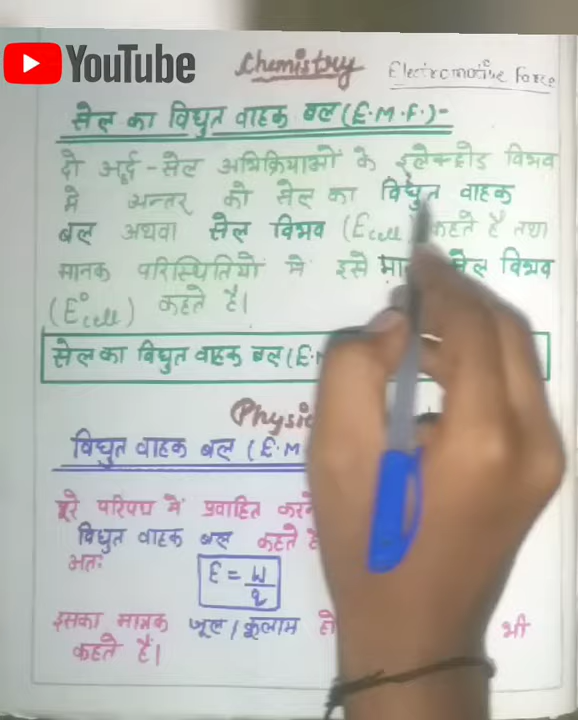 YouTube
Chemistry
Electromotive Force
सेल का विधुत वाहक बल (E.M.F.)-
दो अर्द्ध-सेल अभिक्रियाओं के इलेक्ट्रोड विभव
में अन्तर को सेल का विधुत वाहक
बल अथवा सेल विभव (Ecell) कहते है तथा
मानक परिस्थितियों में इसे सेल विभव
(E°cell) कहते है।
सेल का विधुत वाहक बल (E.M
विधुत वाहक बल (E.M
पूरे परिपथ में प्रवाहित
विधुत वाहक बल कहते
अतः
E = W/q
इसका मात्रक जूल/कूलाम भी
कहते हैं।